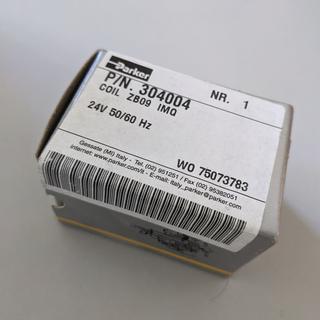 Parker
P/N. 304004
NR. 1
COIL ZB09 IMQ
24V 50/60 Hz
WO 75073783
Gessate (MI) Italy - Tel. (02) 951251 / Fax (02) 95382051
Internet: www.parker.com/it - E-mail: italy_parker@parker.com